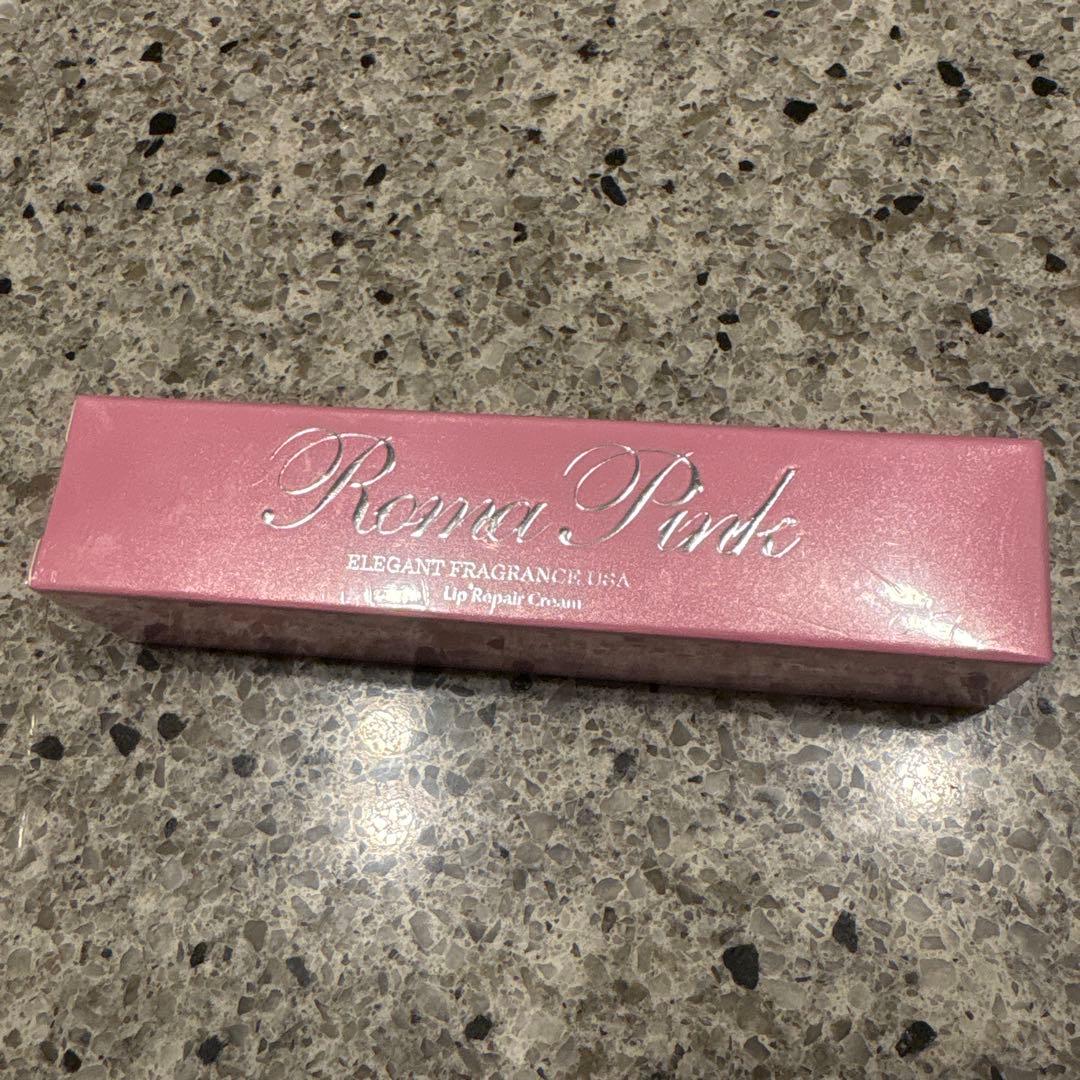 Roma Pink
ELEGANT FRAGRANCE USA
Lip Repair Cream